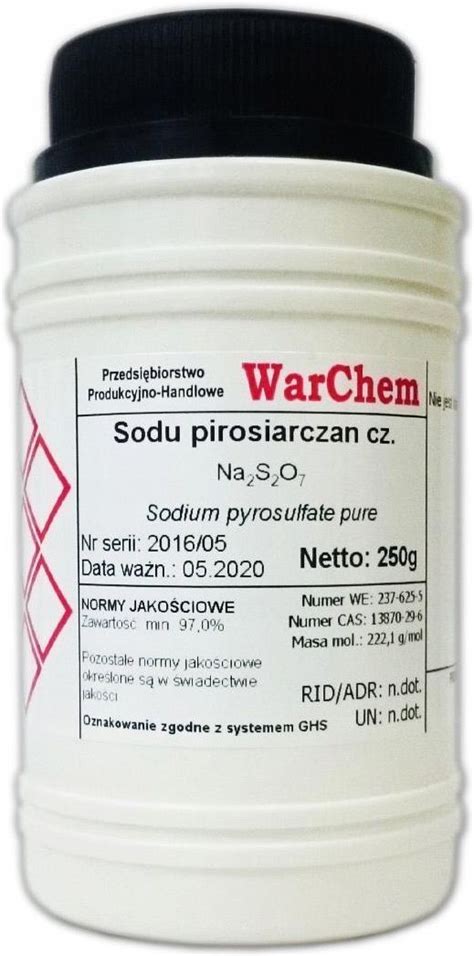 Przedsiębiorstwo
Produkcyjno-Handlowe
WarChem
Nie jest
Sodu pirosiarczan cz.
Na₂S₂O₇
Sodium pyrosulfate pure
Nr serii: 2016/05
Data ważn.: 05.2020
Netto: 250g
NORMY JAKOŚCIOWE
Zawartość min 97,0%
Pozostałe normy jakościowe
określone są w świadectwie
jakości
Oznakowanie zgodne z systemem GHS
Numer WE: 237-625-5
Numer CAS: 13870-29-6
Masa mol.: 222,1 g/mol
RID/ADR: n.dot.
UN: n.dot.